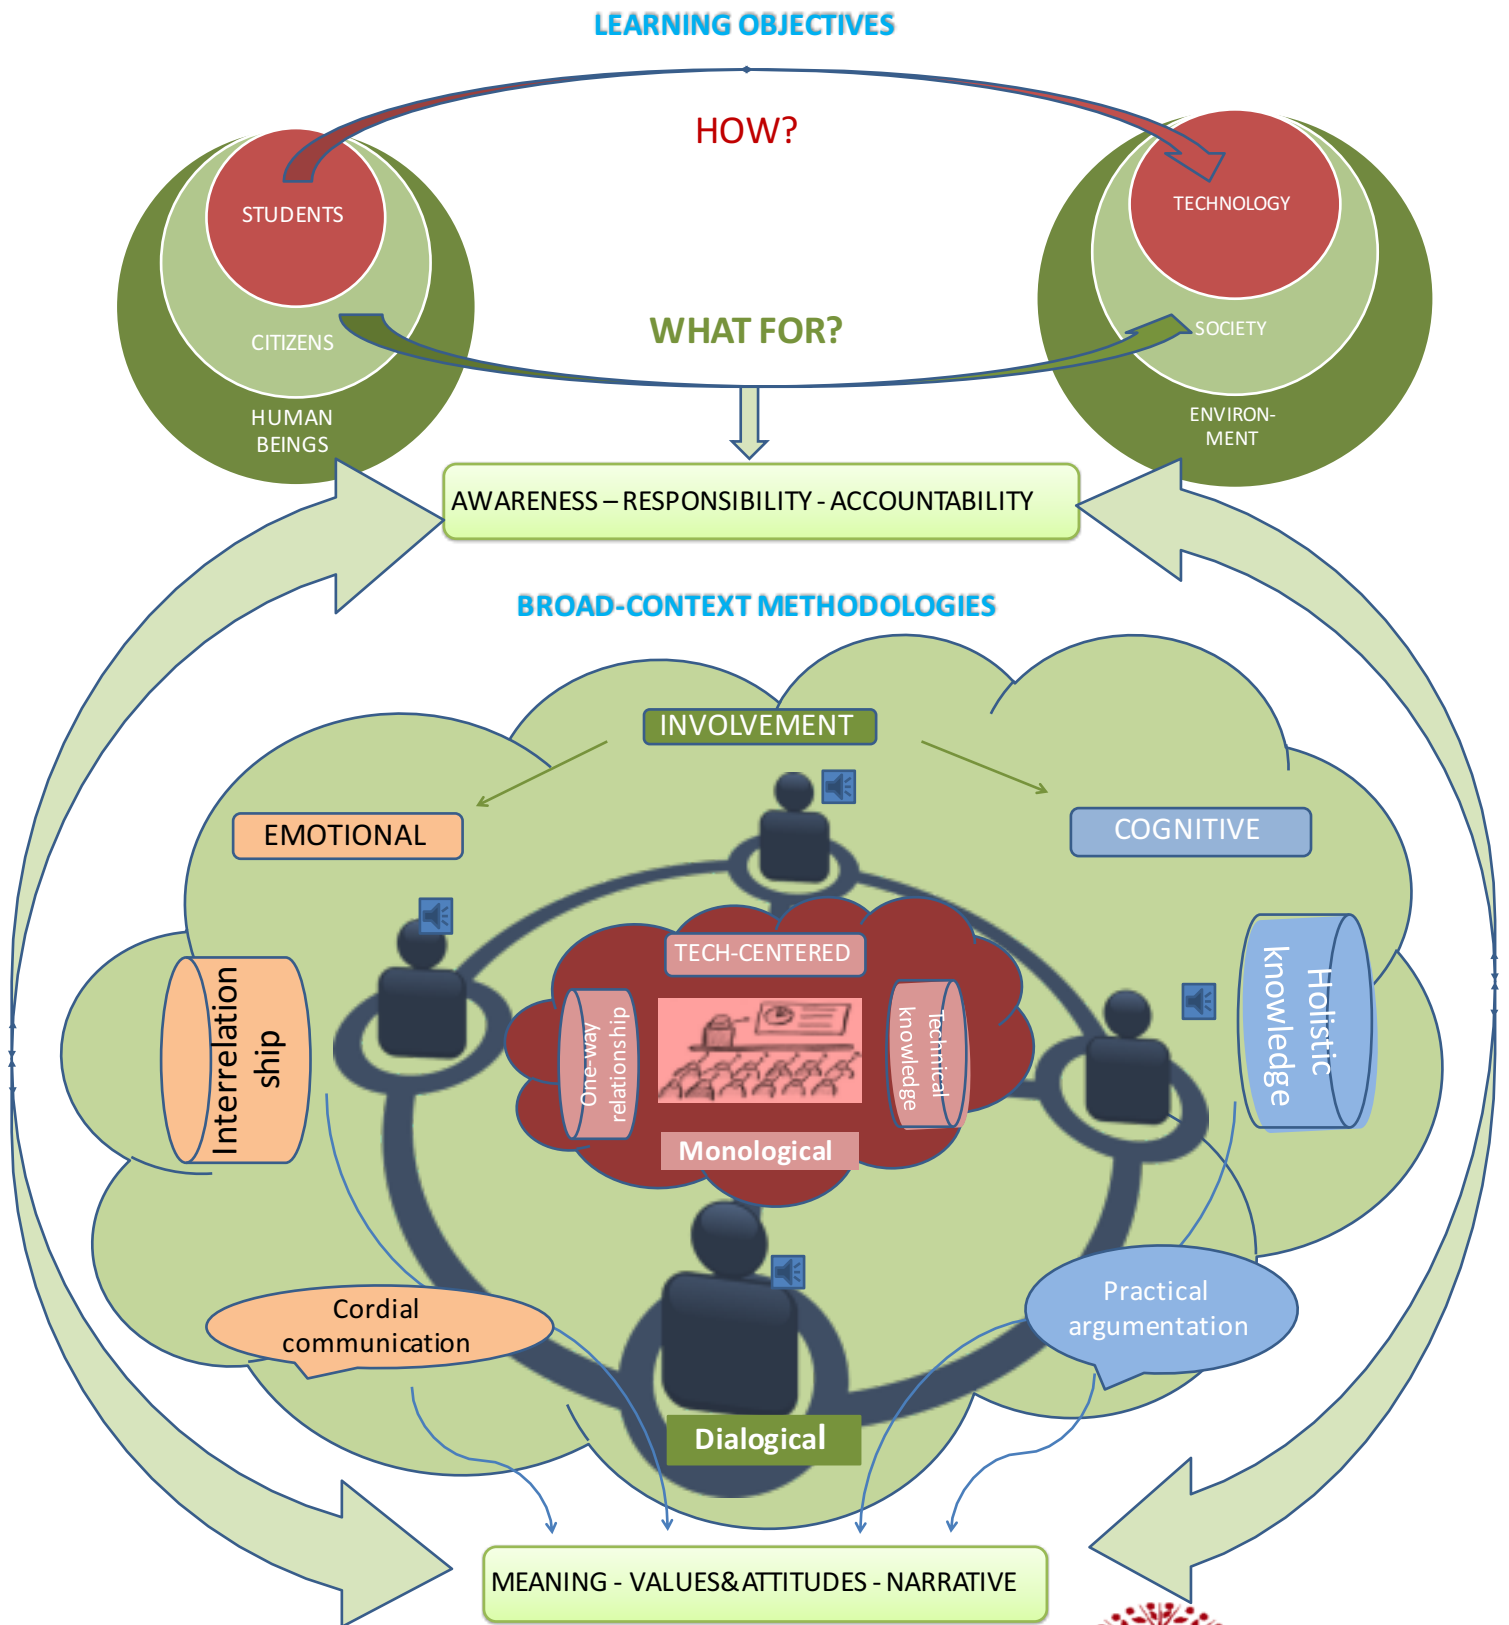 LEARNING OBJECTIVES
HOW?
STUDENTS
TECHNOLOGY
WHAT FOR?
CITIZENS
SOCIETY
HUMAN
BEINGS
ENVIRON-
MENT
AWARENESS – RESPONSIBILITY - ACCOUNTABILITY
BROAD-CONTEXT METHODOLOGIES
INVOLVEMENT
EMOTIONAL
COGNITIVE
TECH-CENTERED
Interrelation
ship
One-way
relationship
Technical
knowledge
Holistic
knowledge
Monological
Cordial
communication
Practical
argumentation
Dialogical
MEANING - VALUES&ATTITUDES - NARRATIVE